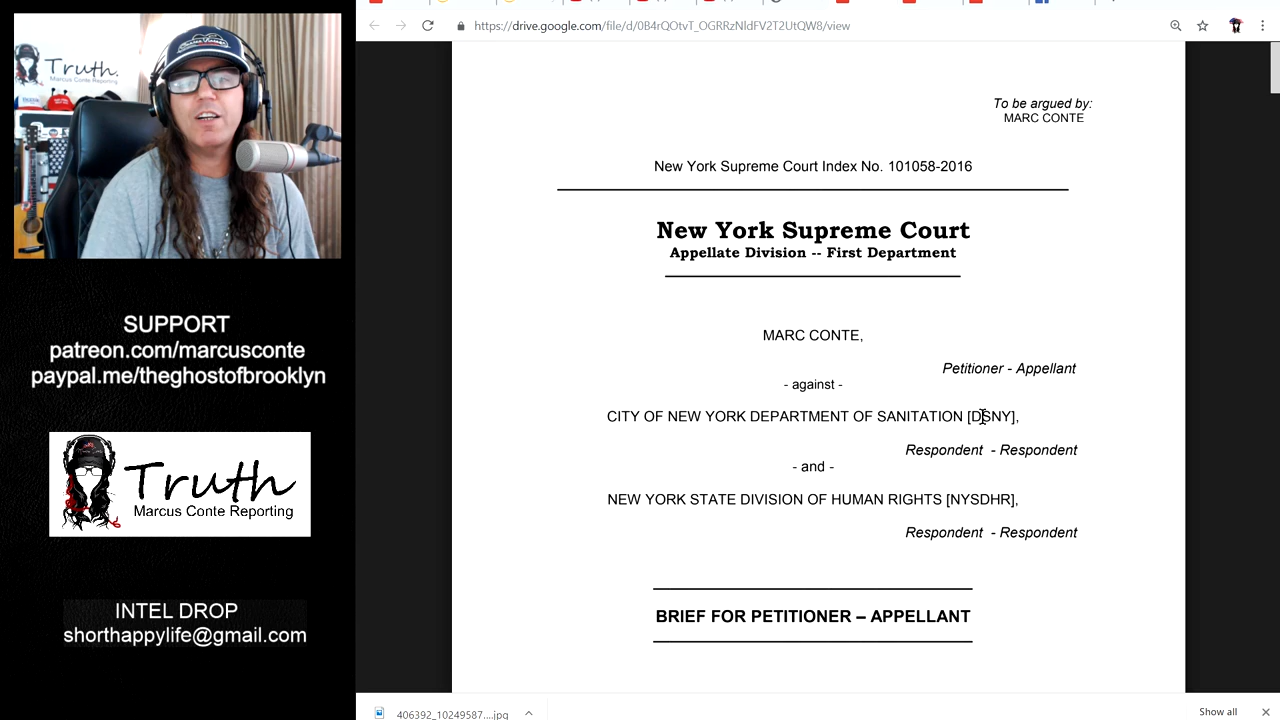 Truth.
Marcus Conte Reporting
SUPPORT
patreon.com/marcusconte
paypal.me/theghostofbrooklyn
Truth
Marcus Conte Reporting
INTEL DROP
shorthappylife@gmail.com
https://drive.google.com/file/d/0B4rQOtvT_OGRRzNldFV2T2UtQW8/view
To be argued by:
MARC CONTE
New York Supreme Court Index No. 101058-2016
New York Supreme Court
Appellate Division -- First Department
MARC CONTE,
Petitioner - Appellant
- against -
CITY OF NEW YORK DEPARTMENT OF SANITATION [DSNY],
Respondent - Respondent
- and -
NEW YORK STATE DIVISION OF HUMAN RIGHTS [NYSDHR],
Respondent - Respondent
BRIEF FOR PETITIONER – APPELLANT
406392_10249587....jpg
Show all